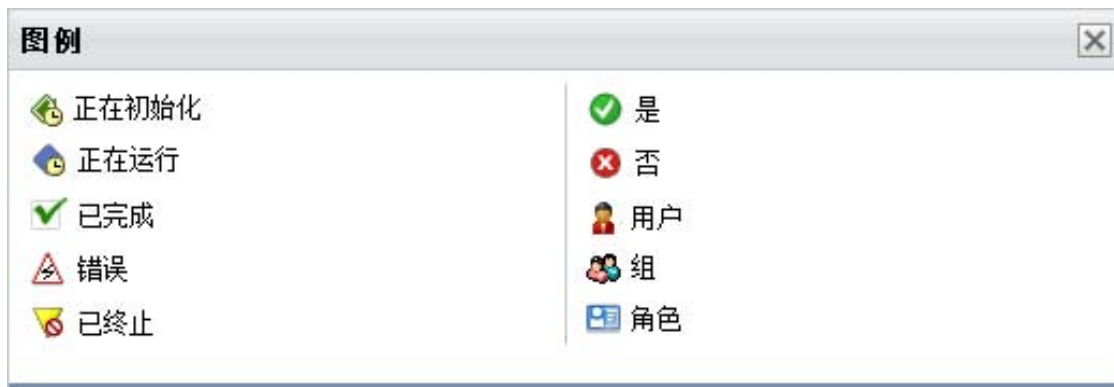 图例
正在初始化
正在运行
已完成
错误
已终止
是
否
用户
组
角色